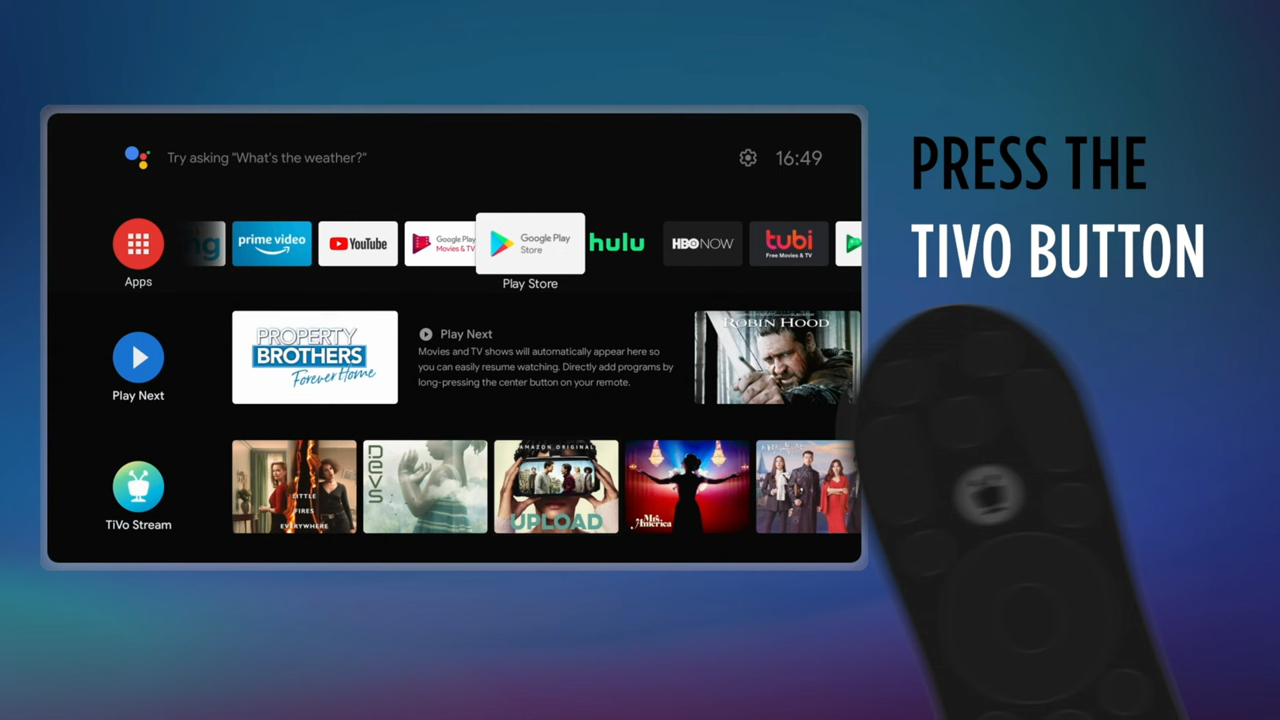 PRESS THE
TIVO BUTTON
Try asking "What's the weather?"
16:49
Apps
ng
prime video
YouTube
Google Play
Movies & TV
Google Play
Store
Play Store
hulu
HBO NOW
tubi
Free Movies & TV
Play Next
PROPERTY
BROTHERS
Forever Home
Play Next
Movies and TV shows will automatically appear here so
you can easily resume watching. Directly add programs by
long-pressing the center button on your remote.
ROBIN HOOD
TiVo Stream
LITTLE
FIRES
EVERYWHERE
DEVS
AMAZON ORIGINAL
UPLOAD
Mrs.
America